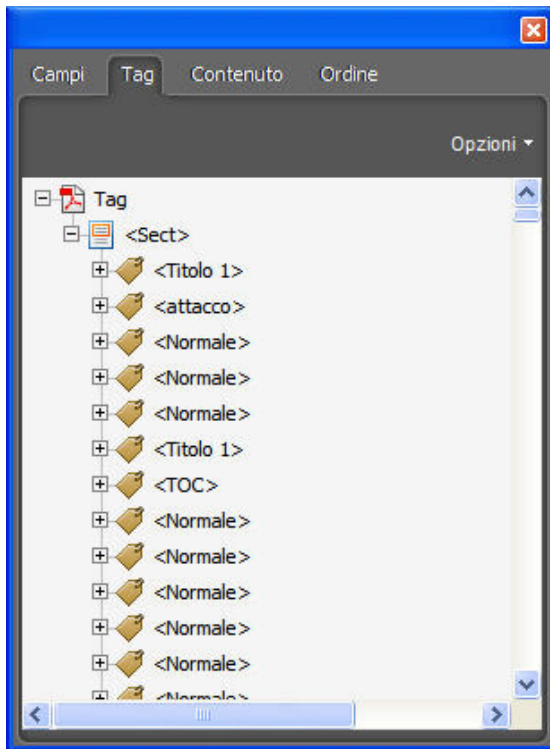 Campi Tag Contenuto Ordine
Opzioni
Tag
<Sect>
<Titolo 1>
<attacco>
<Normale>
<Normale>
<Normale>
<Titolo 1>
<TOC>
<Normale>
<Normale>
<Normale>
<Normale>
<Normale>
<Normale>